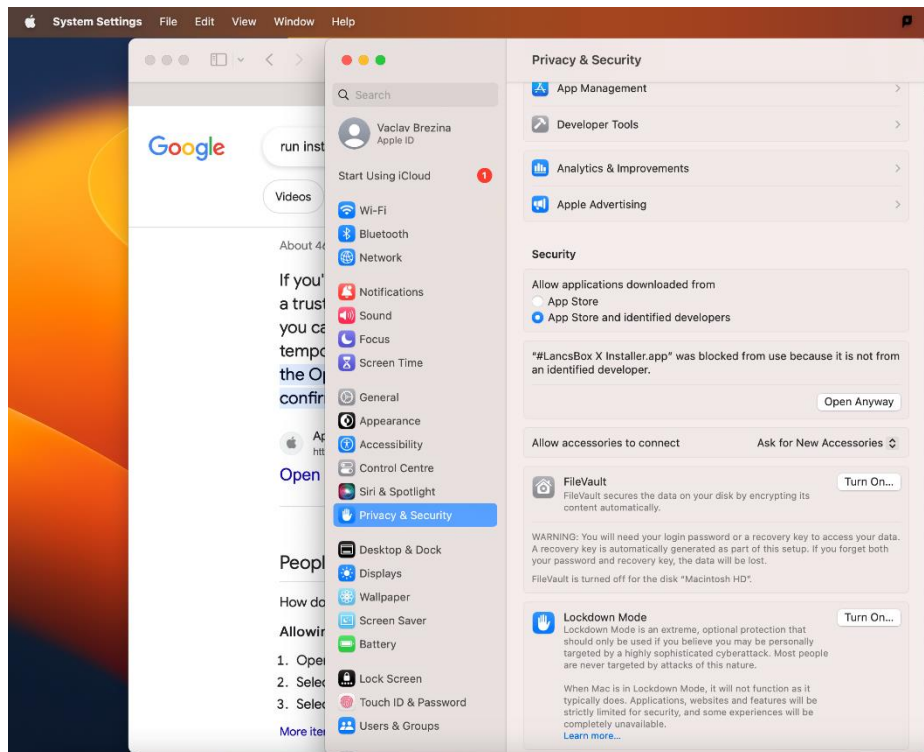 System Settings File Edit View Window Help
Google
run inst
Videos
About 46
If you'
a trust
you ca
tempo
the Op
confir
Ap
htt
Open
Peopl
How do
Allowin
1. Open
2. Selec
3. Selec
More iter
Search
Vaclav Brezina
Apple ID
Start Using iCloud 1
Wi-Fi
Bluetooth
Network
Notifications
Sound
Focus
Screen Time
General
Appearance
Accessibility
Control Centre
Siri & Spotlight
Privacy & Security
Desktop & Dock
Displays
Wallpaper
Screen Saver
Battery
Lock Screen
Touch ID & Password
Users & Groups
Privacy & Security
App Management
Developer Tools
Analytics & Improvements
Apple Advertising
Security
Allow applications downloaded from
App Store
App Store and identified developers
"#LancsBox X Installer.app" was blocked from use because it is not from
an identified developer.
Open Anyway
Allow accessories to connect Ask for New Accessories
FileVault Turn On...
FileVault secures the data on your disk by encrypting its
content automatically.
WARNING: You will need your login password or a recovery key to access your data.
A recovery key is automatically generated as part of this setup. If you forget both
your password and recovery key, the data will be lost.
FileVault is turned off for the disk "Macintosh HD".
Lockdown Mode Turn On...
Lockdown Mode is an extreme, optional protection that
should only be used if you believe you may be personally
targeted by a highly sophisticated cyberattack. Most people
are never targeted by attacks of this nature.
When Mac is in Lockdown Mode, it will not function as it
typically does. Applications, websites and features will be
strictly limited for security, and some experiences will be
completely unavailable.
Learn more...